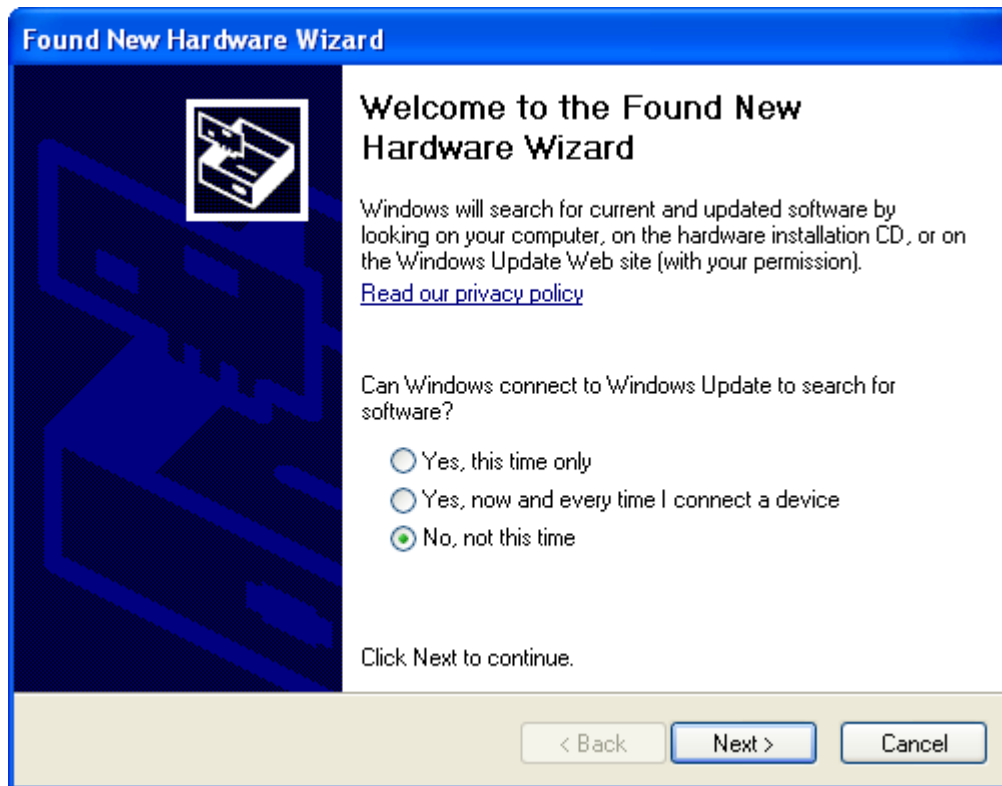 Found New Hardware Wizard
Welcome to the Found New
Hardware Wizard
Windows will search for current and updated software by
looking on your computer, on the hardware installation CD, or on
the Windows Update Web site (with your permission).
Read our privacy policy
Can Windows connect to Windows Update to search for
software?
Yes, this time only
Yes, now and every time I connect a device
No, not this time
Click Next to continue.
< Back Next > Cancel